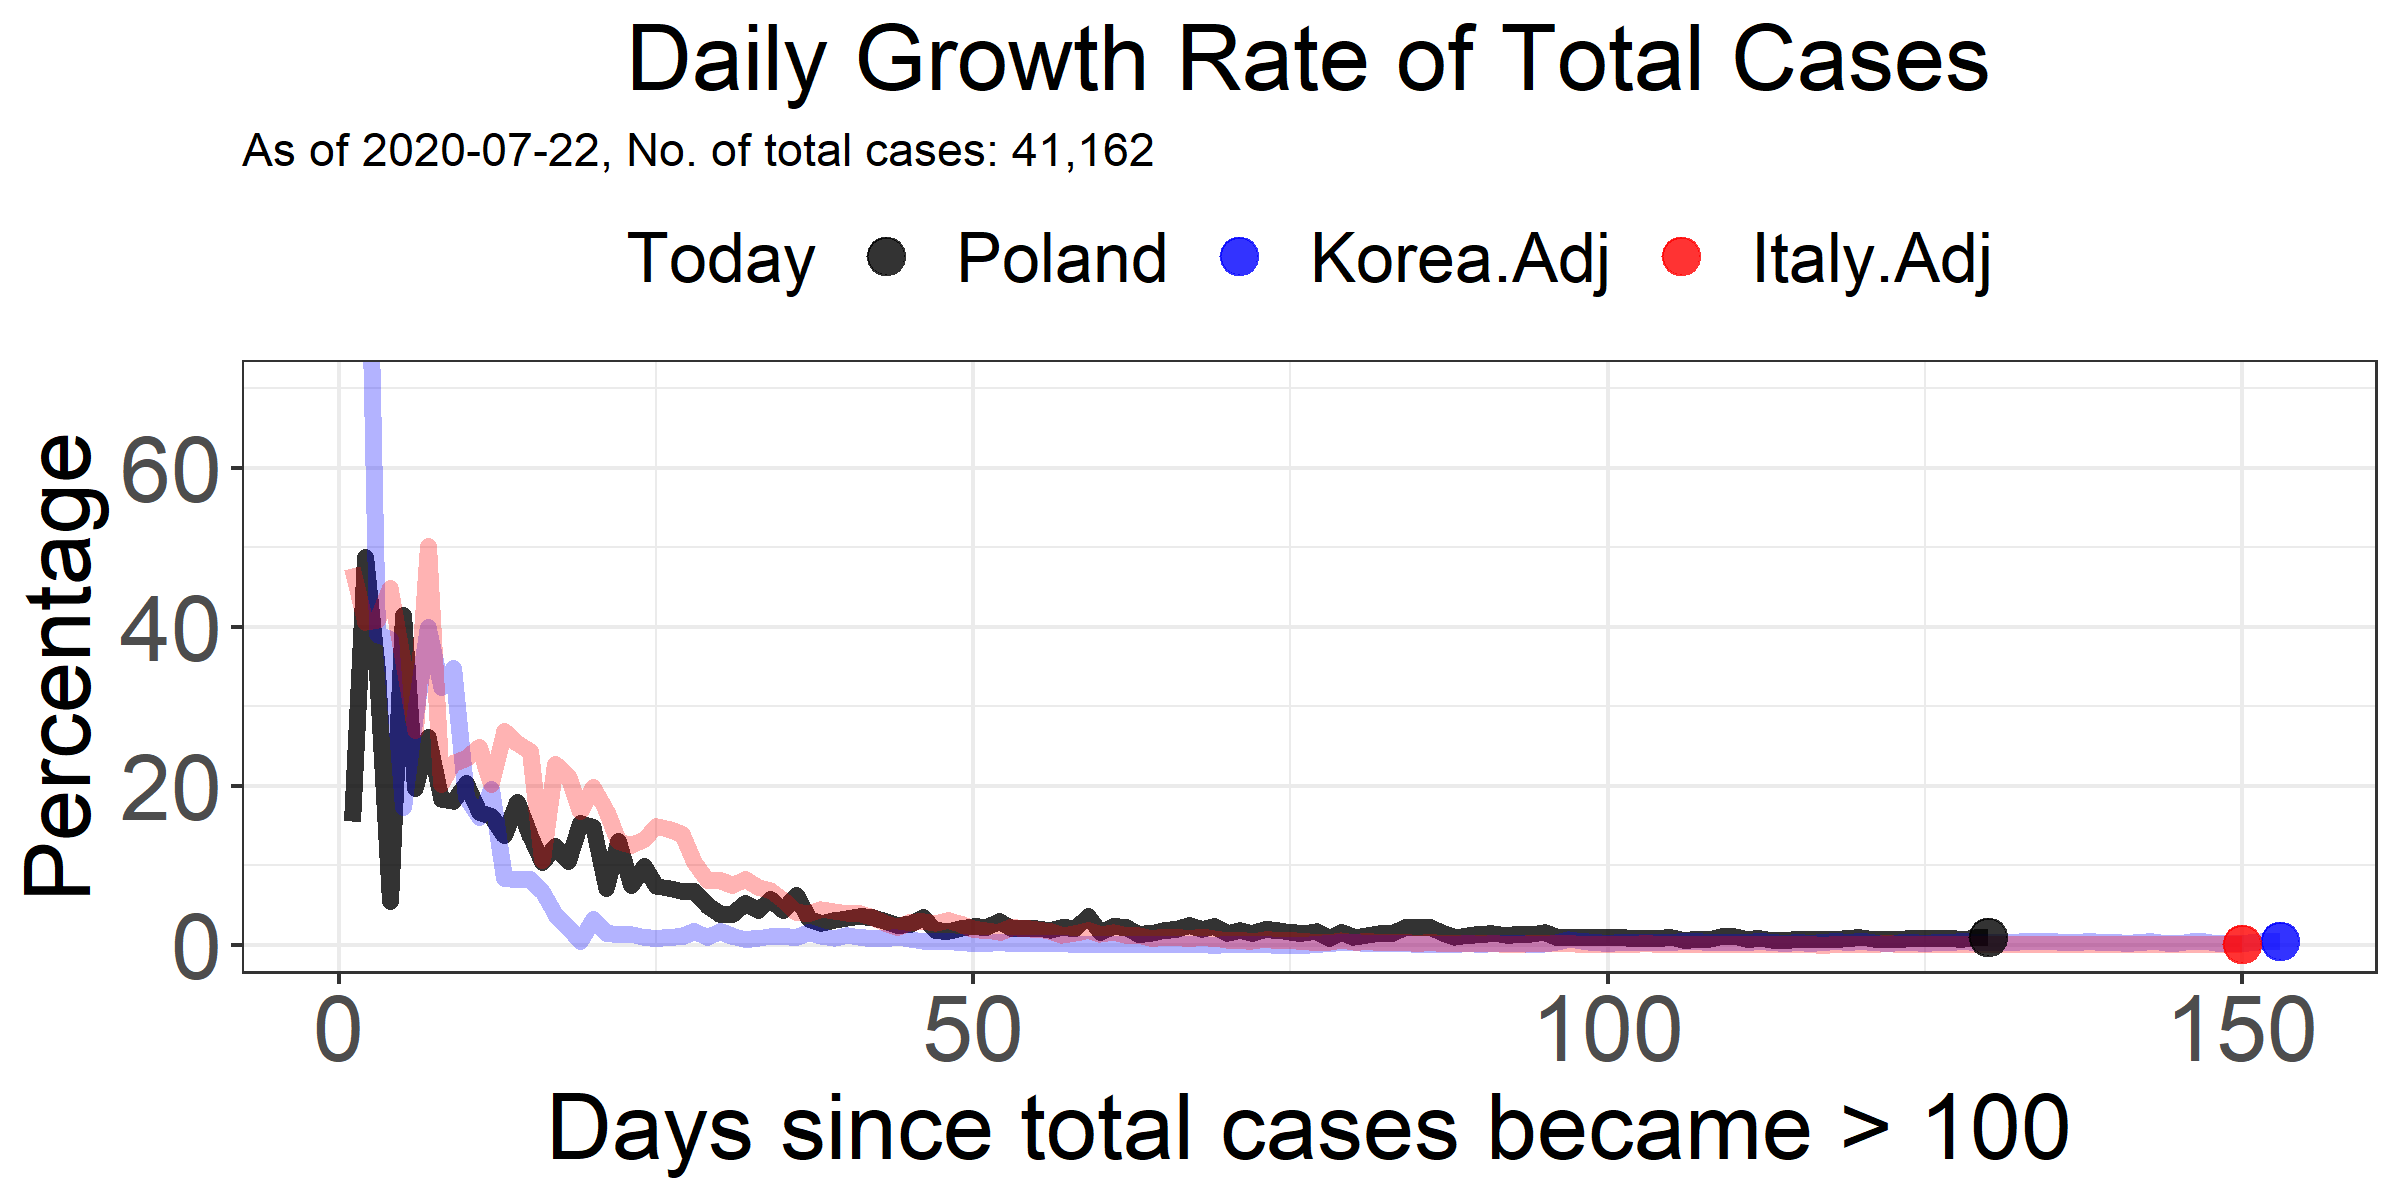 Daily Growth Rate of Total Cases
As of 2020-07-22, No. of total cases: 41,162
Today Poland Korea.Adj Italy.Adj
Percentage
60
40
20
0
0 50 100 150
Days since total cases became > 100